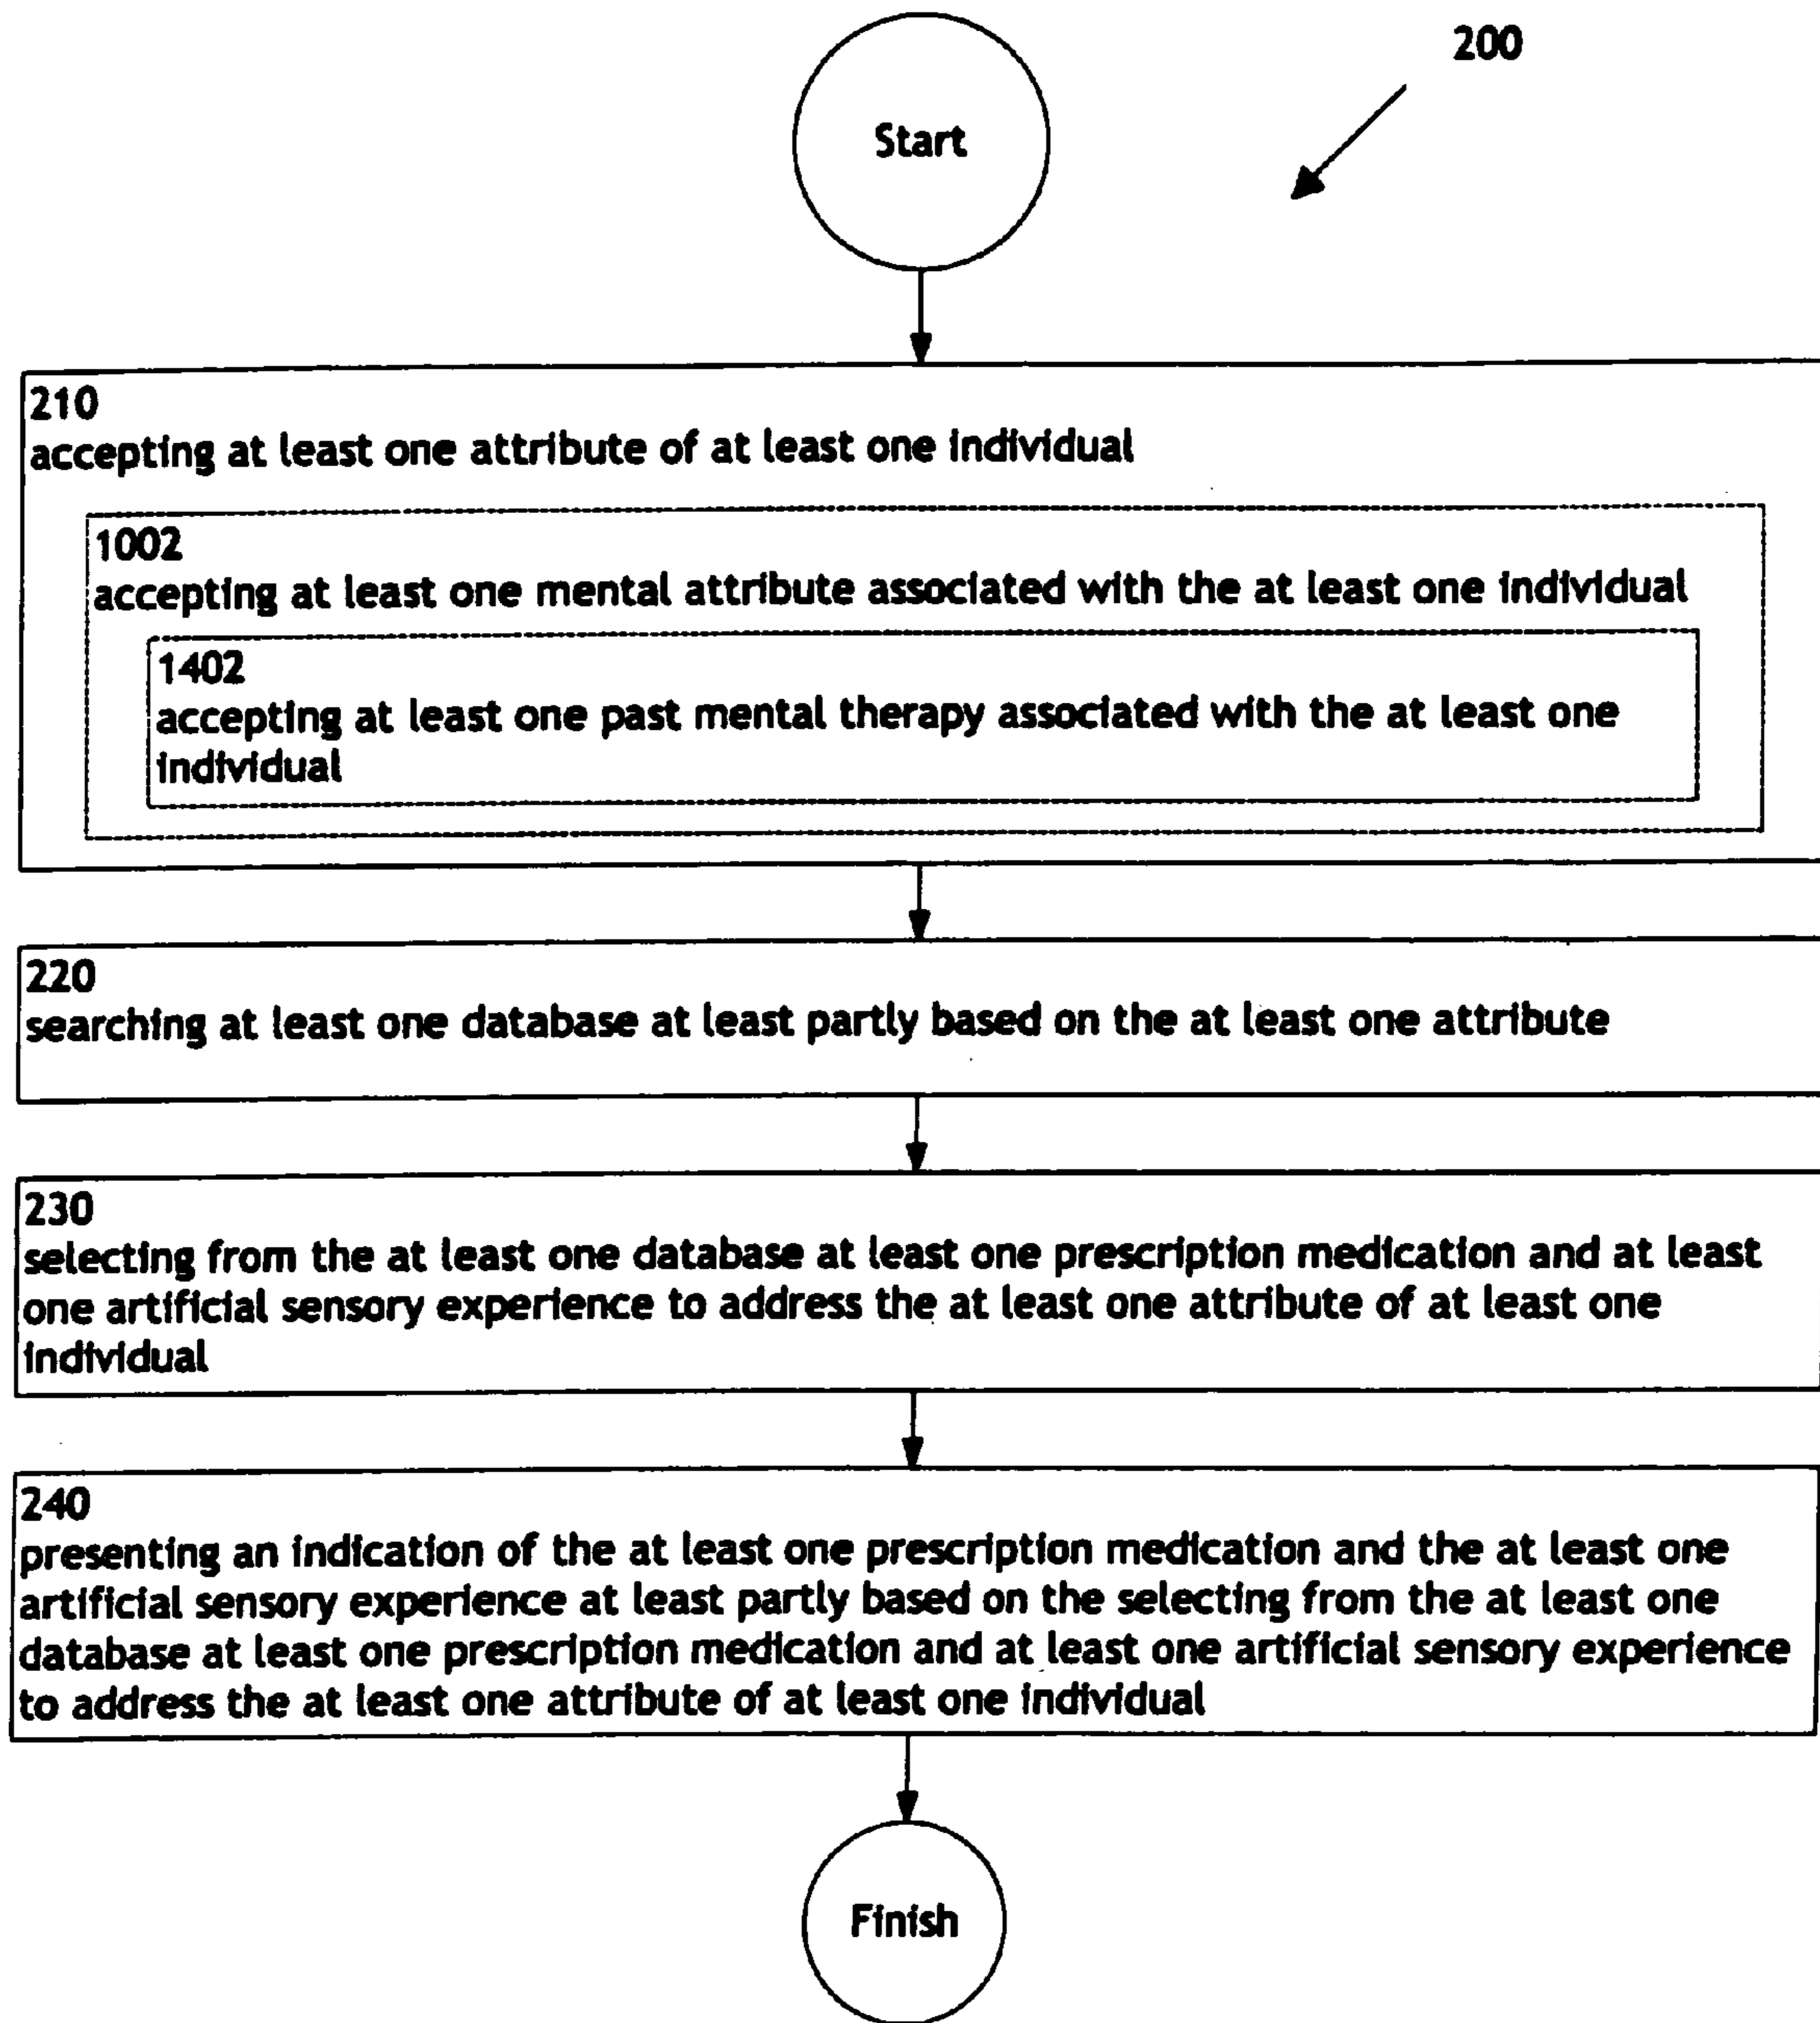 200
Start
210
accepting at least one attribute of at least one individual
1002
accepting at least one mental attribute associated with the at least one individual
1402
accepting at least one past mental therapy associated with the at least one
individual
220
searching at least one database at least partly based on the at least one attribute
230
selecting from the at least one database at least one prescription medication and at least
one artificial sensory experience to address the at least one attribute of at least one
individual
240
presenting an indication of the at least one prescription medication and the at least one
artificial sensory experience at least partly based on the selecting from the at least one
database at least one prescription medication and at least one artificial sensory experience
to address the at least one attribute of at least one individual
Finish